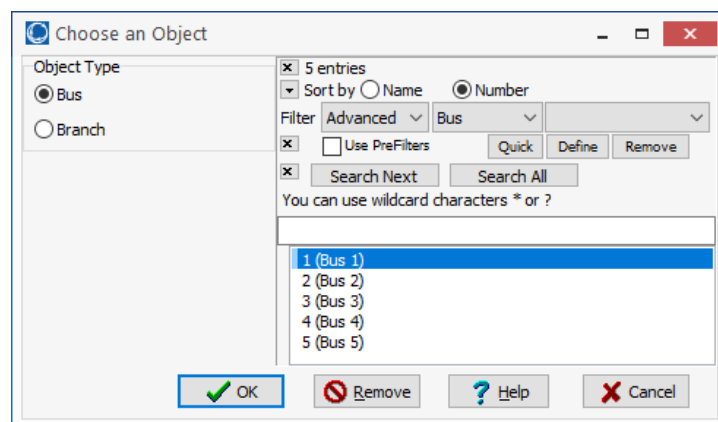 Choose an Object
Object Type
Bus
Branch
5 entries
Sort by Name Number
Filter Advanced Bus
Use PreFilters Quick Define Remove
Search Next Search All
You can use wildcard characters * or ?
1 (Bus 1)
2 (Bus 2)
3 (Bus 3)
4 (Bus 4)
5 (Bus 5)
OK Remove Help Cancel